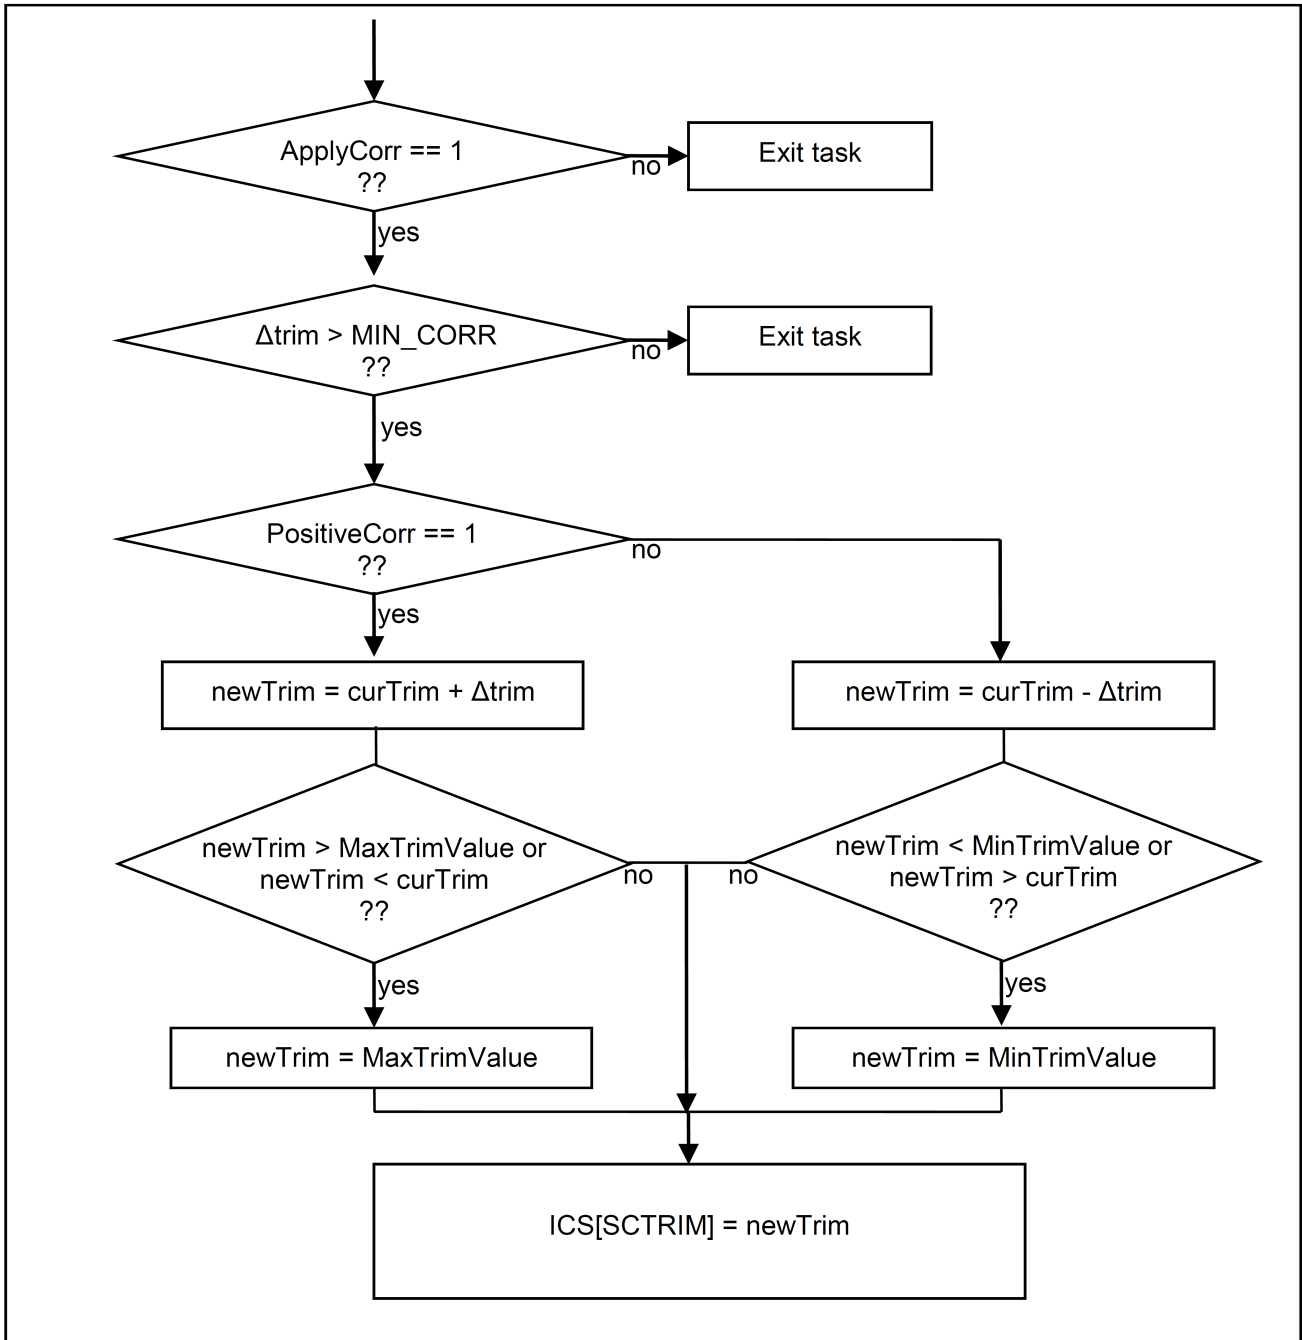 ApplyCorr == 1
??
no
Exit task
yes
Δtrim > MIN_CORR
??
no
Exit task
yes
PositiveCorr == 1
??
no
yes
newTrim = curTrim + Δtrim
newTrim = curTrim - Δtrim
newTrim > MaxTrimValue or
newTrim < curTrim
??
no
no
newTrim < MinTrimValue or
newTrim > curTrim
??
yes
yes
newTrim = MaxTrimValue
newTrim = MinTrimValue
ICS[SCTRIM] = newTrim